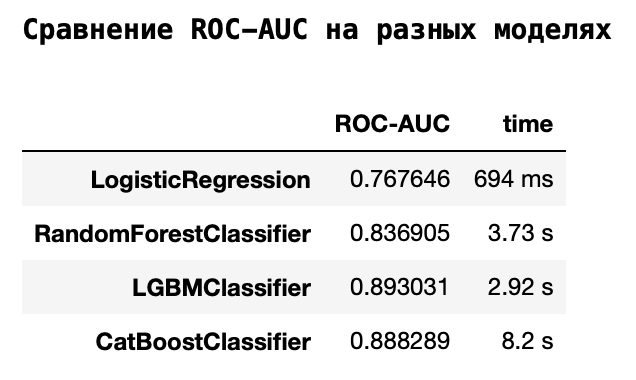 Сравнение ROC-AUC на разных моделях
ROC-AUC time
LogisticRegression 0.767646 694 ms
RandomForestClassifier 0.836905 3.73 s
LGBMClassifier 0.893031 2.92 s
CatBoostClassifier 0.888289 8.2 s